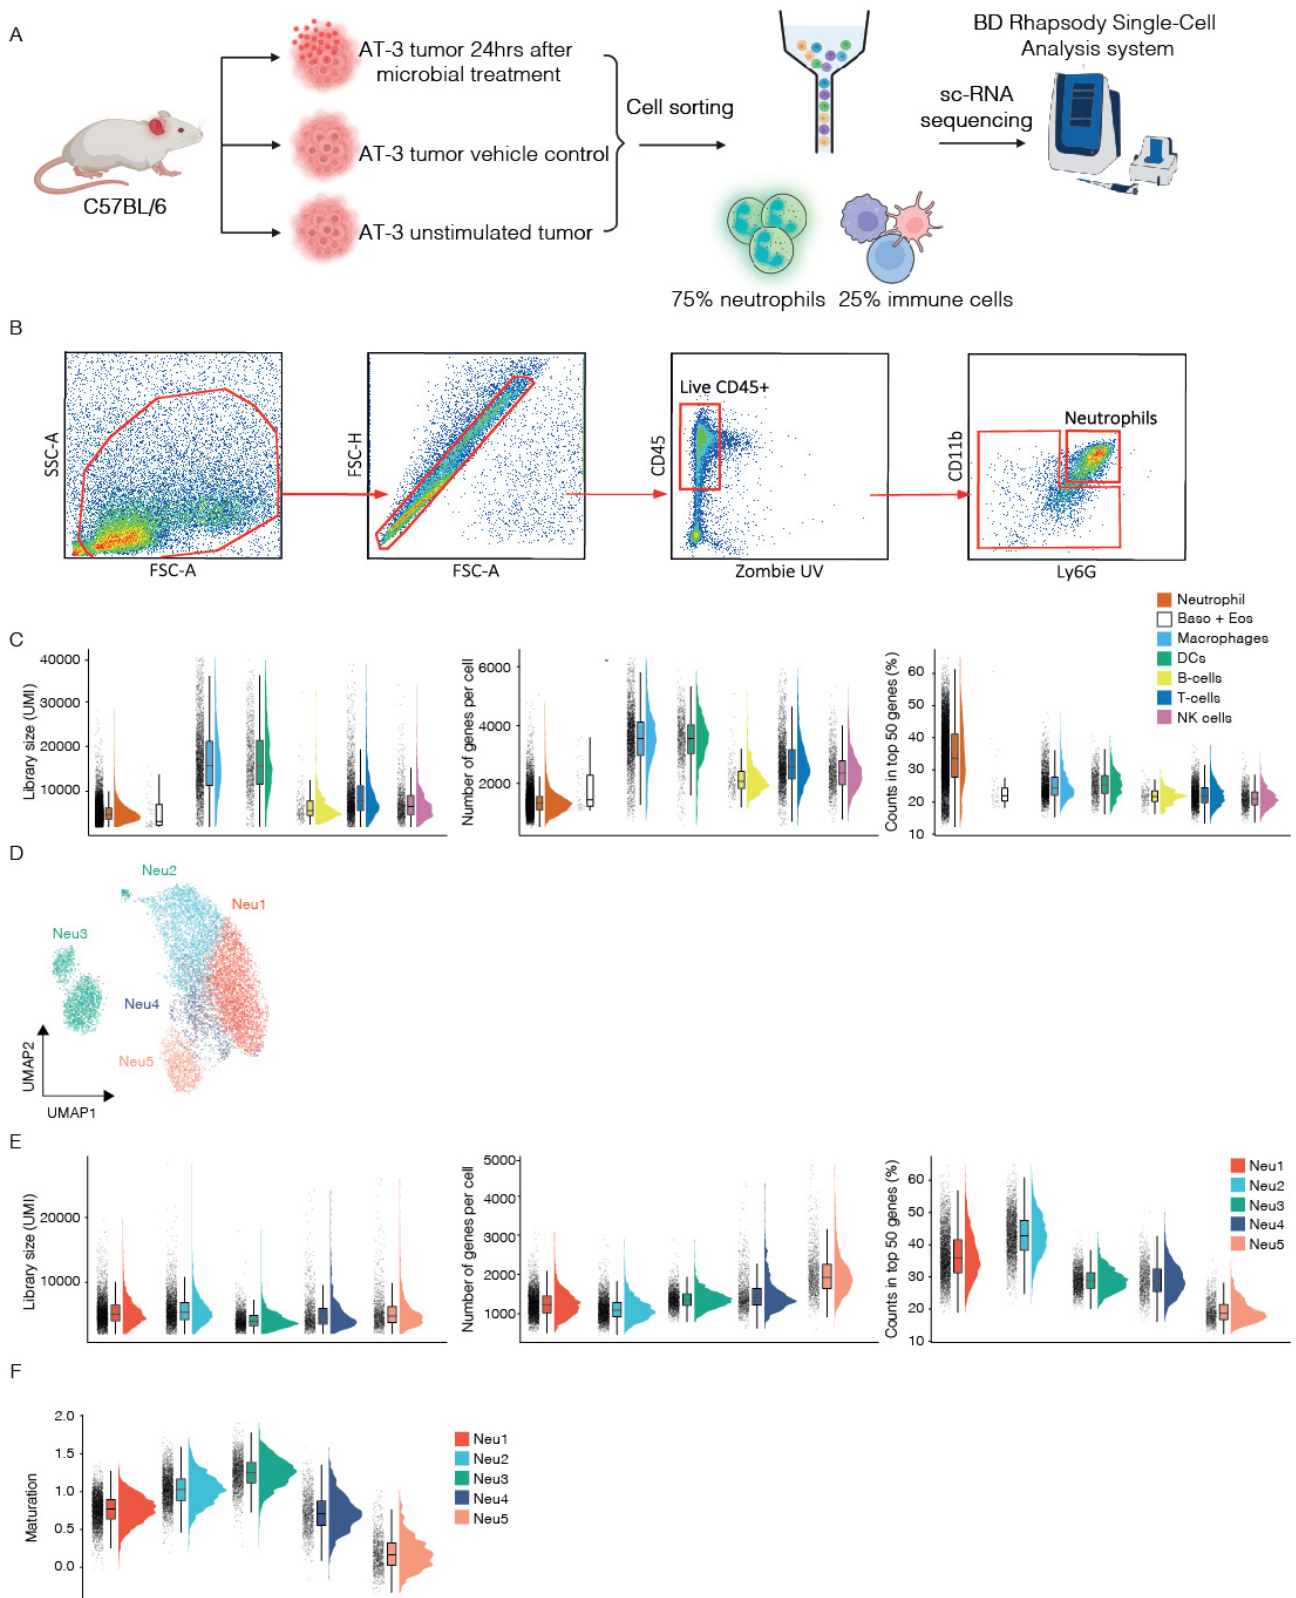 A
AT-3 tumor 24hrs after
microbial treatment
AT-3 tumor vehicle control
AT-3 unstimulated tumor
C57BL/6
Cell sorting
sc-RNA
sequencing
BD Rhapsody Single-Cell
Analysis system
75% neutrophils
25% immune cells
B
SSC-A
FSC-A
FSC-H
FSC-A
Live CD45+
CD45
Zombie UV
Neutrophils
CD11b
Ly6G
Neutrophil
Baso + Eos
Macrophages
DCs
B-cells
T-cells
NK cells
C
Library size (UMI)
40000
30000
20000
10000
Number of genes per cell
6000
4000
2000
Counts in top 50 genes (%)
60
50
40
30
20
10
D
Neu2
Neu1
Neu3
Neu4
Neu5
UMAP2
UMAP1
E
Library size (UMI)
20000
10000
Number of genes per cell
5000
4000
3000
2000
1000
Counts in top 50 genes (%)
60
50
40
30
20
10
Neu1
Neu2
Neu3
Neu4
Neu5
F
Maturation
2.0
1.5
1.0
0.5
0.0
Neu1
Neu2
Neu3
Neu4
Neu5